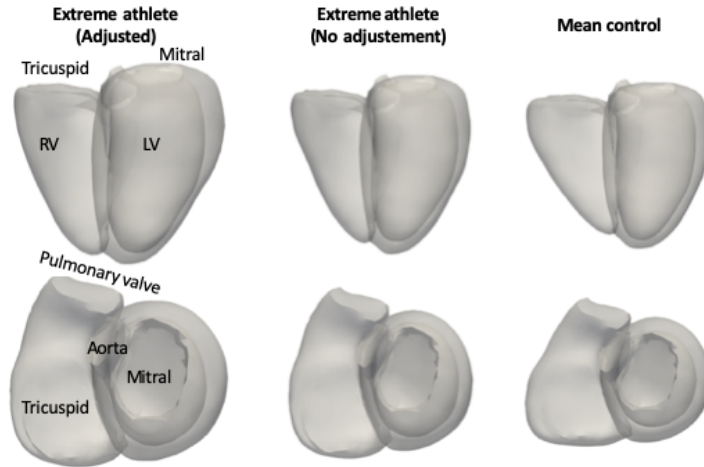 Extreme athlete
(Adjusted)
Extreme athlete
(No adjustement)
Mean control
Tricuspid
Mitral
RV
LV
Pulmonary valve
Aorta
Mitral
Tricuspid